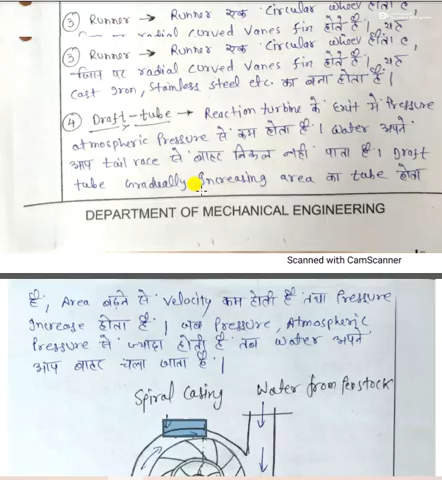 ③ Runner → Runner एक Circular wheel होता है,
radial curved Vanes fin होते हैं। यह
③ Runner → Runner एक Circular wheel होता है,
जिस पर radial curved Vanes fin होते हैं। यह
Cast Iron, Stainless steel etc. का बना होता है।
④ Draft-tube → Reaction turbine के Exit में Pressure
atmospheric Pressure से कम होता है। Water अपने
आप tail race से बाहर निकल नहीं पाता है। Draft
tube Gradually Increasing area का tube होता
DEPARTMENT OF MECHANICAL ENGINEERING
Scanned with CamScanner
है, Area बढ़ने से Velocity कम होती है तथा Pressure
Increase होता है। जब Pressure, Atmospheric
Pressure से ज्यादा होती है तब Water अपने
आप बाहर चला जाता है।
Spiral Casing Water from Penstock